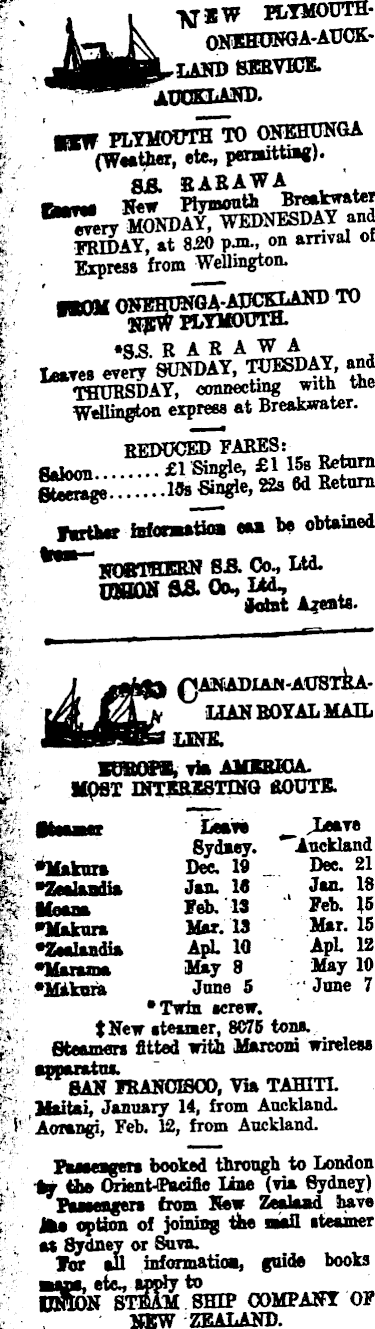 NEW PLYMOUTH-
ONEHUNGA-AUCK-
LAND SERVICE.
AUCKLAND.
NEW PLYMOUTH TO ONEHUNGA
(Weather, etc., permitting).
S.S. RARAWA
Leaves New Plymouth Breakwater
every MONDAY, WEDNESDAY and
FRIDAY, at 8.20 p.m., on arrival of
Express from Wellington.
FROM ONEHUNGA-AUCKLAND TO
NEW PLYMOUTH.
*S.S. RARAWA
Leaves every SUNDAY, TUESDAY, and
THURSDAY, connecting with the
Wellington express at Breakwater.
REDUCED FARES:
Saloon........ £1 Single, £1 15s Return
Steerage.......15s Single, 22s 6d Return
Further information can be obtained
from—
NORTHERN S.S. Co., Ltd.
UNION S.S. Co., Ltd.,
Joint Agents.
CANADIAN-AUSTRA-
LIAN ROYAL MAIL
LINE.
EUROPE, via AMERICA.
MOST INTERESTING ROUTE.
Steamer Leave Leave
Sydney. Auckland
*Makura Dec. 19 Dec. 21
*Zealandia Jan. 16 Jan. 18
Moana Feb. 13 Feb. 15
*Makura Mar. 13 Mar. 15
*Zealandia Apl. 10 Apl. 12
*Marama May 8 May 10
*Makura June 5 June 7
* Twin screw.
‡ New steamer, 8075 tons.
Steamers fitted with Marconi wireless
apparatus.
SAN FRANCISCO, Via TAHITI.
Maitai, January 14, from Auckland.
Aorangi, Feb. 12, from Auckland.
Passengers booked through to London
by the Orient-Pacific Line (via Sydney)
Passengers from New Zealand have
the option of joining the mail steamer
at Sydney or Suva.
For all information, guide books
maps, etc., apply to
UNION STEAM SHIP COMPANY OF
NEW ZEALAND.